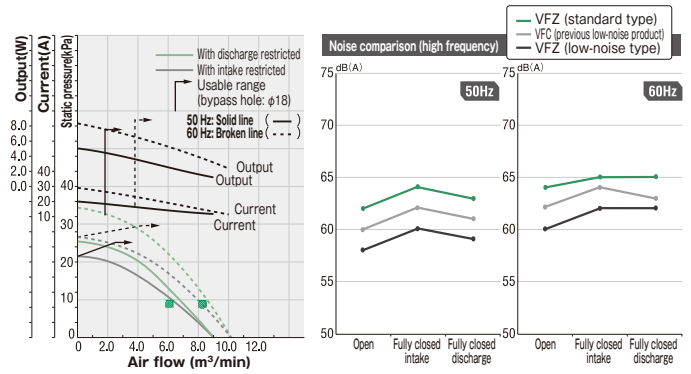 Output(W)
Current(A)
Static pressure(kPa)
With discharge restricted
With intake restricted
Usable range
(bypass hole: φ18)
50 Hz: Solid line ( — )
60 Hz: Broken line ( - - - )
8.0
6.0
4.0
2.0
0.0
40
30
20
10
40
30
20
10
0
Output
Output
Current
Current
0 2.0 4.0 6.0 8.0 10.0 12.0
Air flow (m³/min)
VFZ (standard type)
VFC (previous low-noise product)
VFZ (low-noise type)
Noise comparison (high frequency)
75 dB(A)
50Hz
70
65
60
55
50
Open
Fully closed intake
Fully closed discharge
75 dB(A)
60Hz
70
65
60
55
50
Open
Fully closed intake
Fully closed discharge